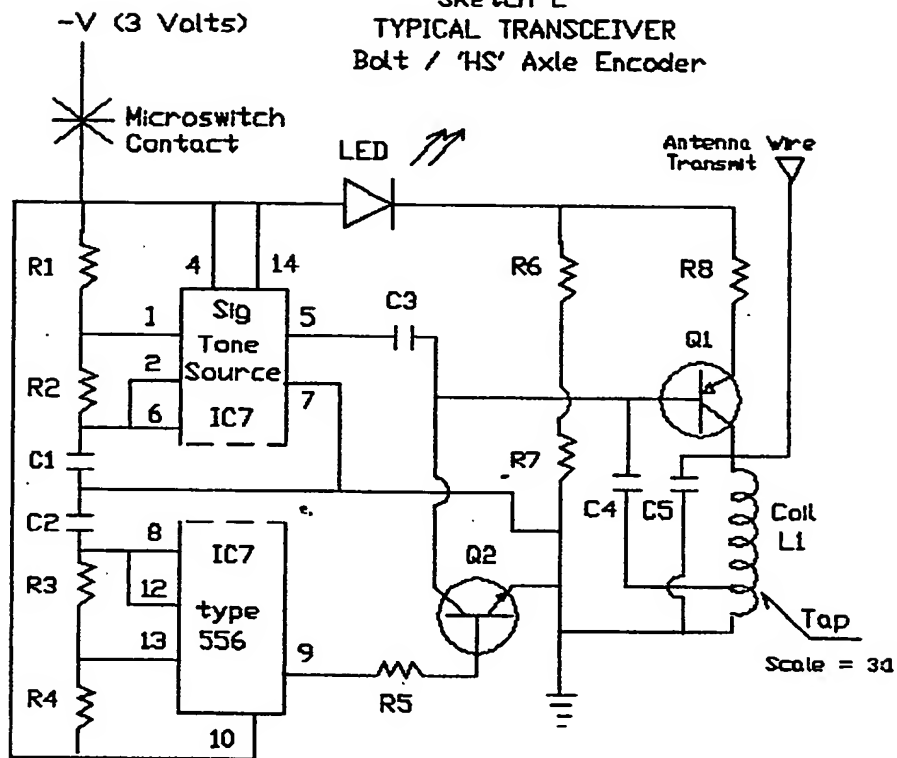 -V (3 Volts)
TYPICAL TRANSCEIVER
Bolt / 'HS' Axle Encoder
Microswitch
Contact
LED
Antenna Wire
Transmit
R1
4
14
R6
R8
1
Sig
Tone
Source
IC7
5
C3
Q1
2
R2
6
7
C1
R7
C2
C4
C5
Coil
L1
8
IC7
Q2
R3
12
type
556
13
9
Tap
Scale = 3:1
R4
R5
10